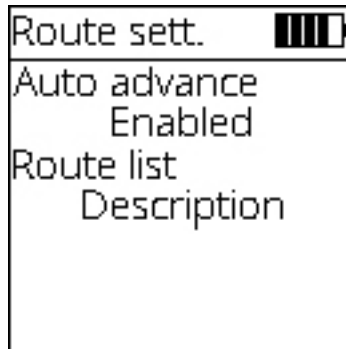 Route sett.
Auto advance
Enabled
Route list
Description